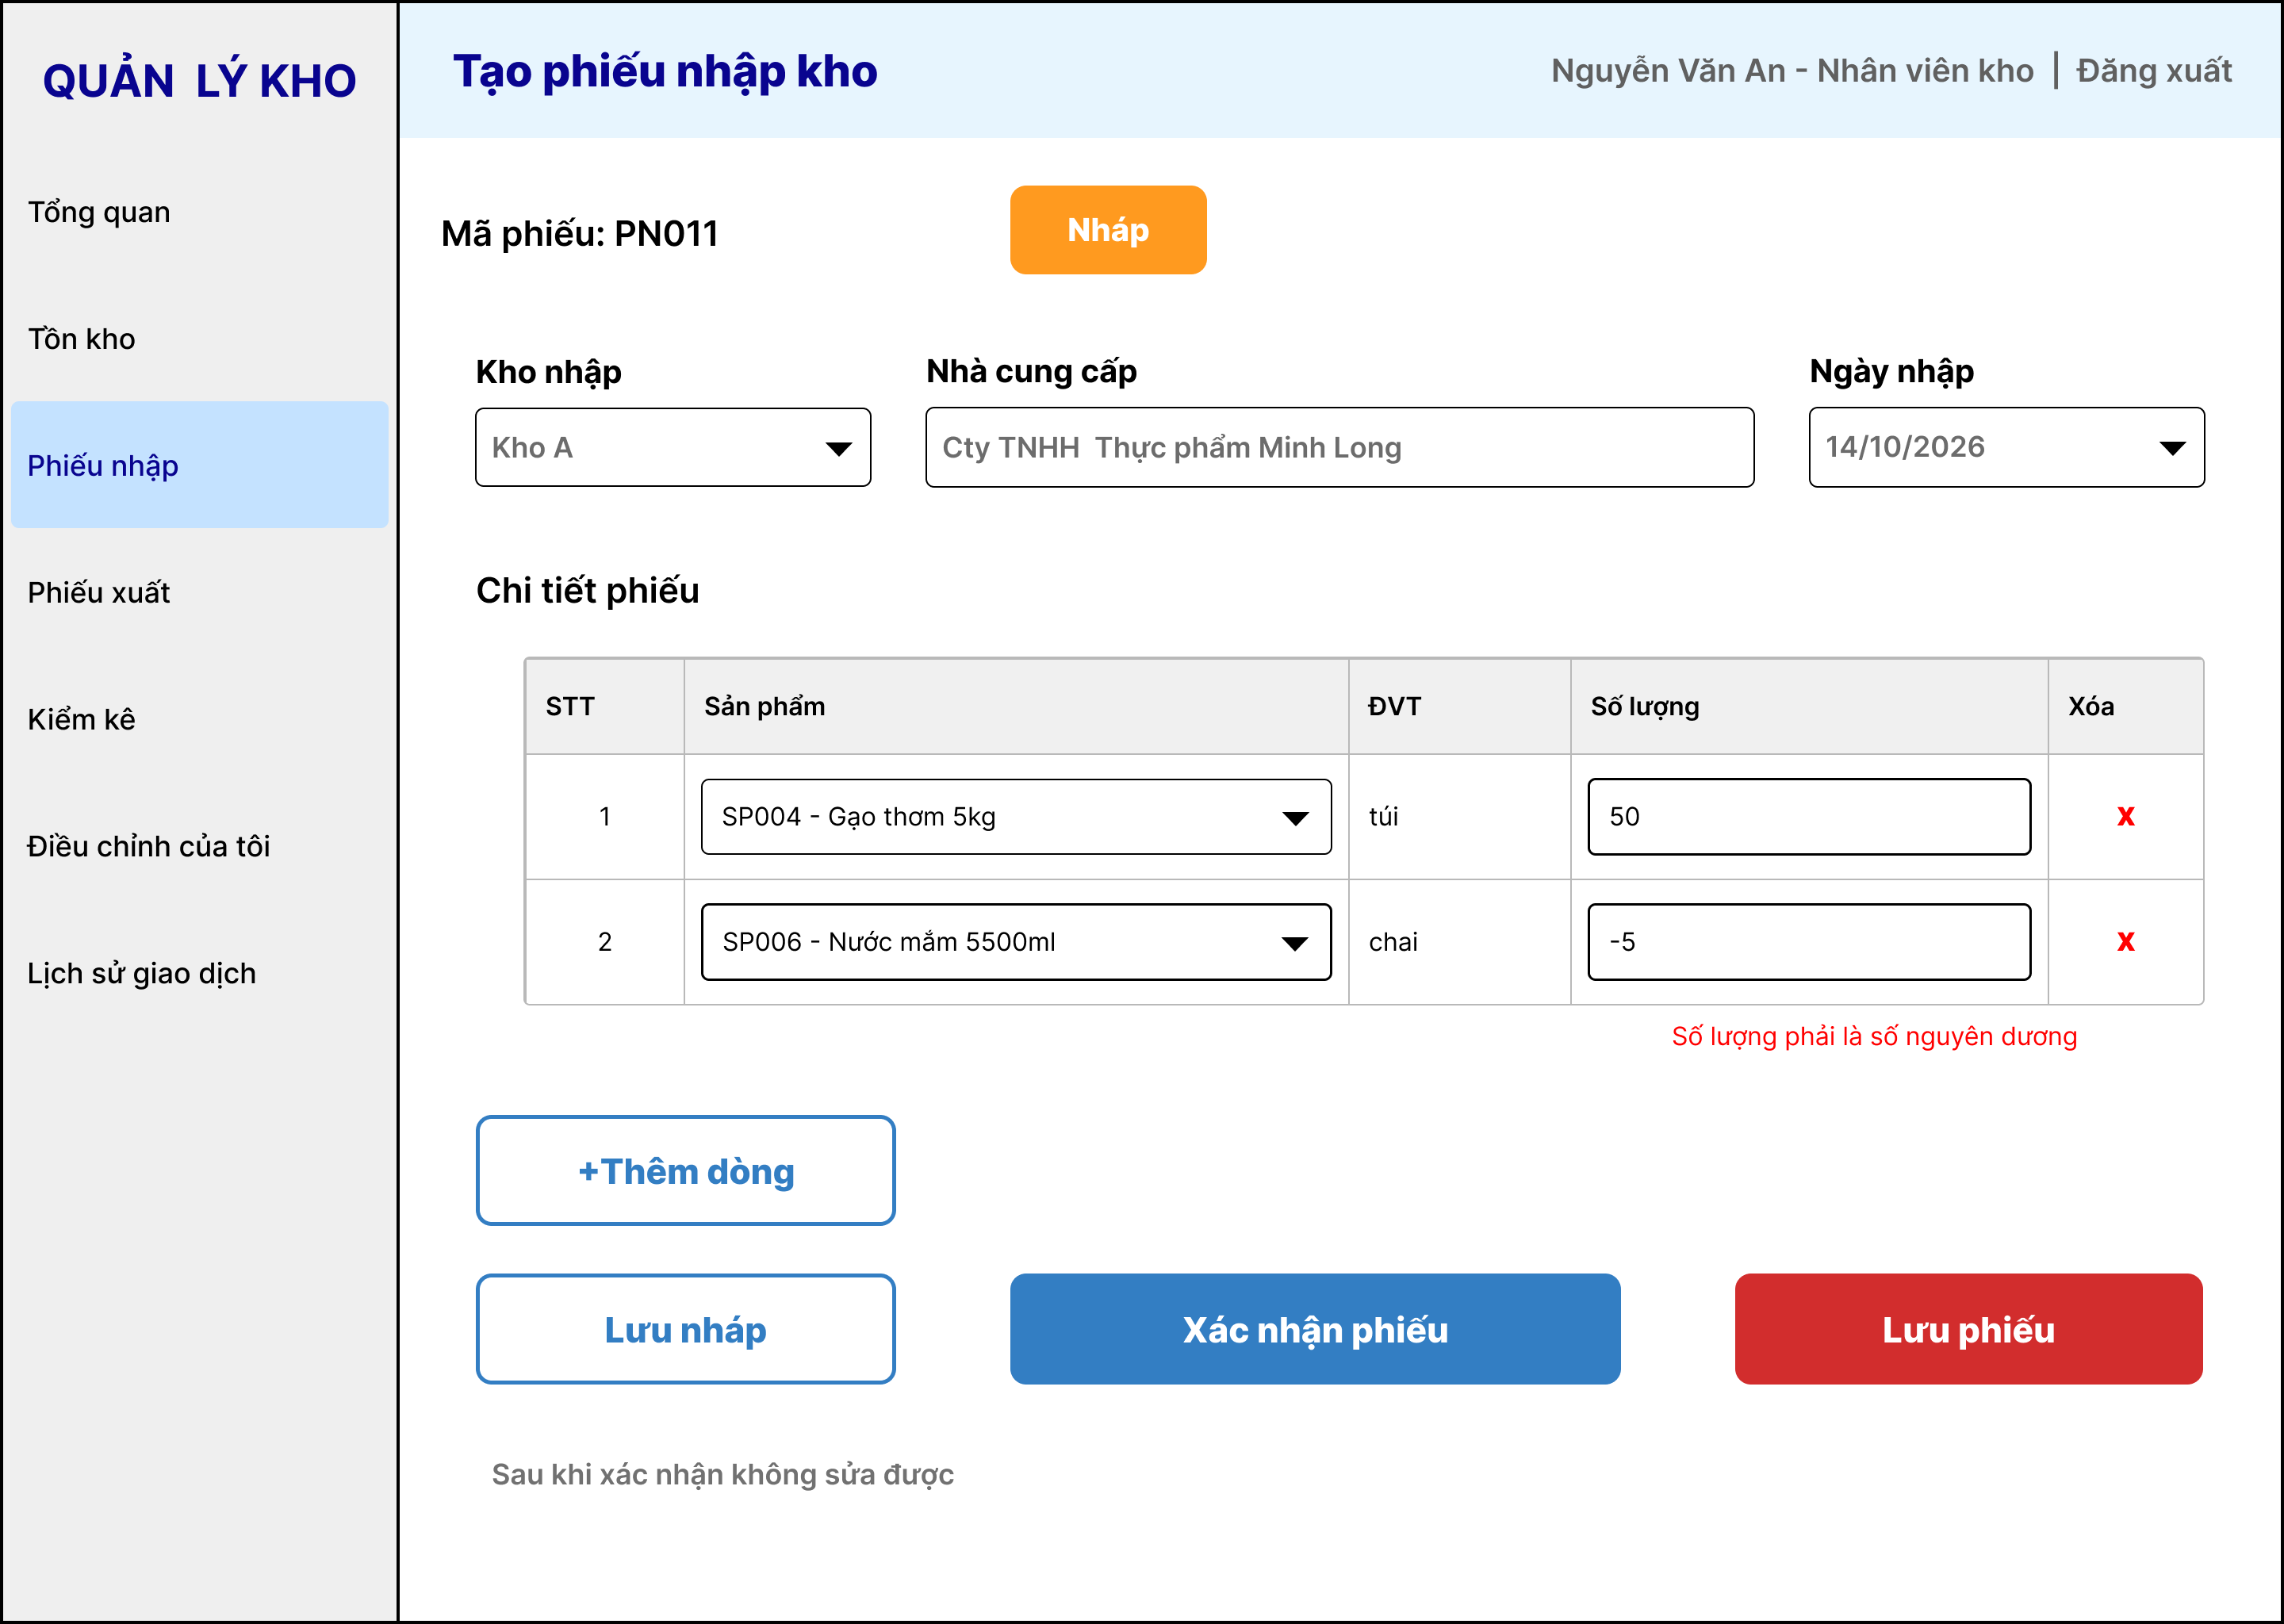 QUẢN LÝ KHO
Tổng quan
Tồn kho
Phiếu nhập
Phiếu xuất
Kiểm kê
Điều chỉnh của tôi
Lịch sử giao dịch
Tạo phiếu nhập kho
Nguyễn Văn An - Nhân viên kho | Đăng xuất
Mã phiếu: PN011
Nháp
Kho nhập
Nhà cung cấp
Ngày nhập
Kho A
Cty TNHH Thực phẩm Minh Long
14/10/2026
Chi tiết phiếu
STT Sản phẩm ĐVT Số lượng Xóa
1 SP004 - Gạo thơm 5kg túi 50 x
2 SP006 - Nước mắm 5500ml chai -5 x
Số lượng phải là số nguyên dương
+Thêm dòng
Lưu nháp
Xác nhận phiếu
Lưu phiếu
Sau khi xác nhận không sửa được